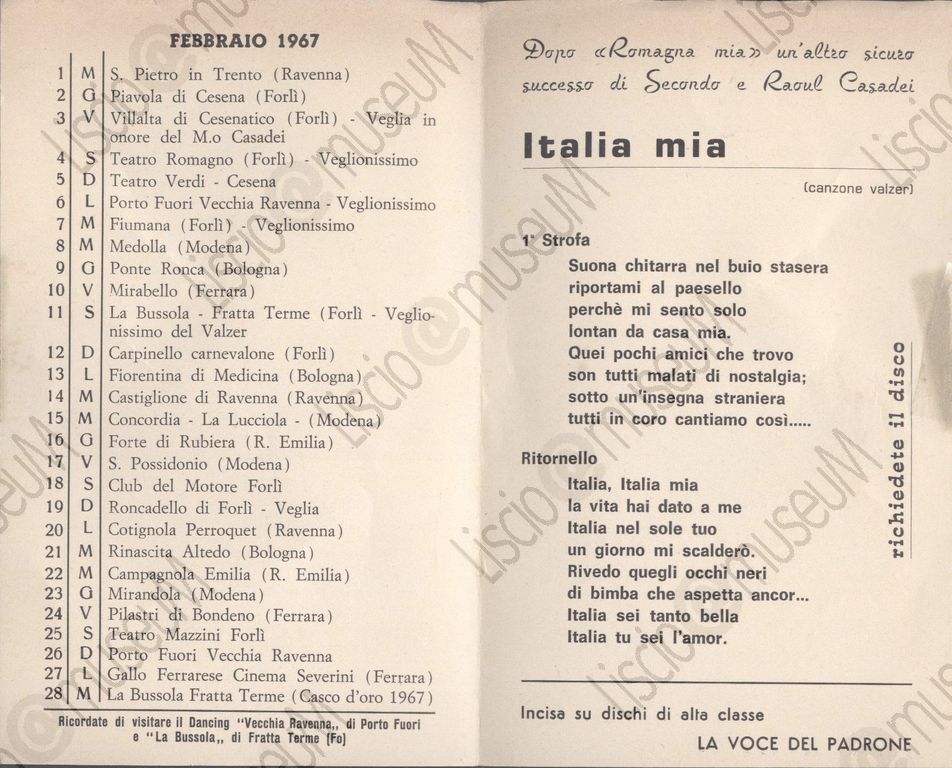 FEBBRAIO 1967
1 M S. Pietro in Trento (Ravenna)
2 G Piavola di Cesena (Forlì)
3 V Villalta di Cesenatico (Forlì) - Veglia in
onore del M.o Casadei
4 S Teatro Romagno (Forlì) - Veglionissimo
5 D Teatro Verdi - Cesena
6 L Porto Fuori Vecchia Ravenna - Veglionissimo
7 M Fiumana (Forlì) - Veglionissimo
8 M Medolla (Modena)
9 G Ponte Ronca (Bologna)
10 V Mirabello (Ferrara)
11 S La Bussola - Fratta Terme (Forlì - Veglio-
nissimo del Valzer
12 D Carpinello carnevalone (Forlì)
13 L Fiorentina di Medicina (Bologna)
14 M Castiglione di Ravenna (Ravenna)
15 M Concordia - La Lucciola - (Modena)
16 G Forte di Rubiera (R. Emilia)
17 V S. Possidonio (Modena)
18 S Club del Motore Forlì
19 D Roncadello di Forlì - Veglia
20 L Cotignola Perroquet (Ravenna)
21 M Rinascita Altedo (Bologna)
22 M Campagnola Emilia (R. Emilia)
23 G Mirandola (Modena)
24 V Pilastri di Bondeno (Ferrara)
25 S Teatro Mazzini Forlì
26 D Porto Fuori Vecchia Ravenna
27 L Gallo Ferrarese Cinema Severini (Ferrara)
28 M La Bussola Fratta Terme (Casco d'oro 1967)
Ricordate di visitare il Dancing "Vecchia Ravenna„ di Porto Fuori
e "La Bussola„ di Fratta Terme (Fo)
Dopo «Romagna mia» un'altro sicuro
successo di Secondo e Raoul Casadei
Italia mia
(canzone valzer)
1ª Strofa
Suona chitarra nel buio stasera
riportami al paesello
perchè mi sento solo
lontan da casa mia.
Quei pochi amici che trovo
son tutti malati di nostalgia;
sotto un'insegna straniera
tutti in coro cantiamo così.....
Ritornello
Italia, Italia mia
la vita hai dato a me
Italia nel sole tuo
un giorno mi scalderò.
Rivedo quegli occhi neri
di bimba che aspetta ancor...
Italia sei tanto bella
Italia tu sei l'amor.
richiedete il disco
Incisa su dischi di alta classe
LA VOCE DEL PADRONE
Liscio@museuM